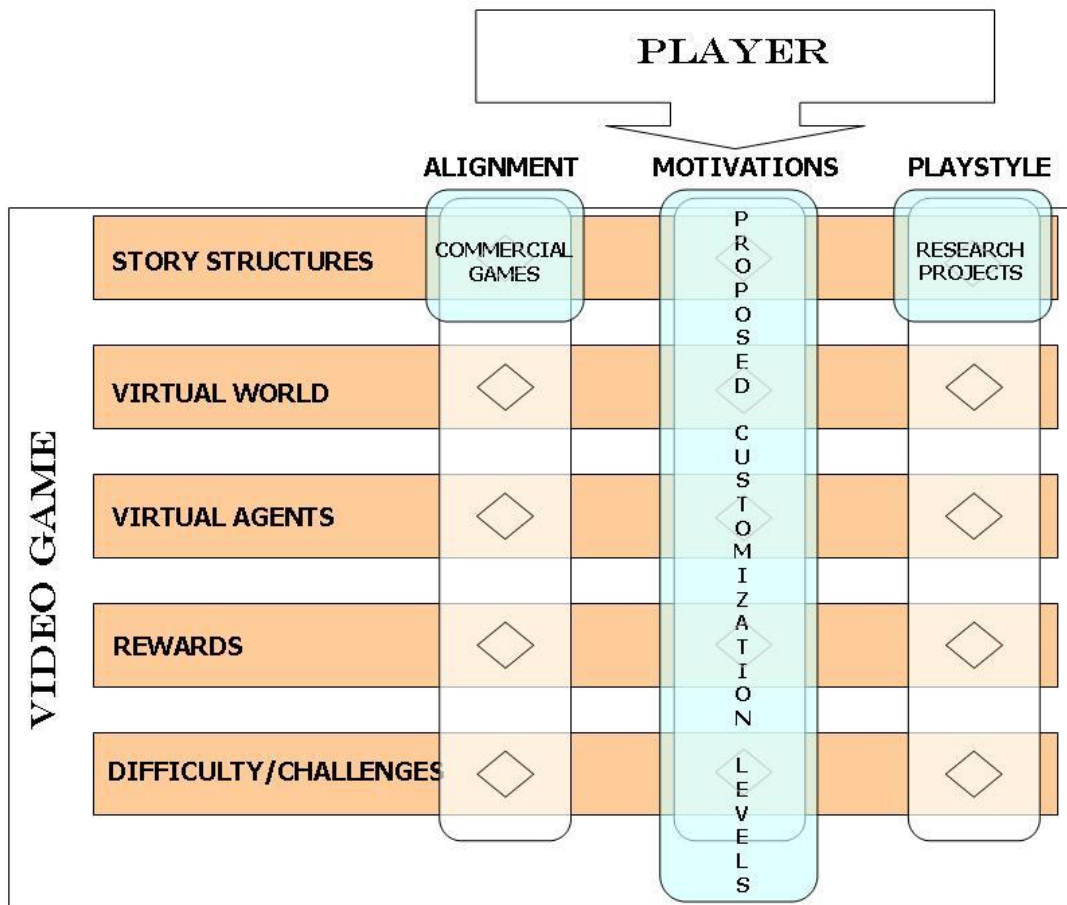 PLAYER
ALIGNMENT
MOTIVATIONS
PLAYSTYLE
STORY STRUCTURES
COMMERCIAL
GAMES
RESEARCH
PROJECTS
VIRTUAL WORLD
VIRTUAL AGENTS
REWARDS
DIFFICULTY/CHALLENGES
PROPOSED CUSTOMIZATION LEVELS
VIDEO GAME